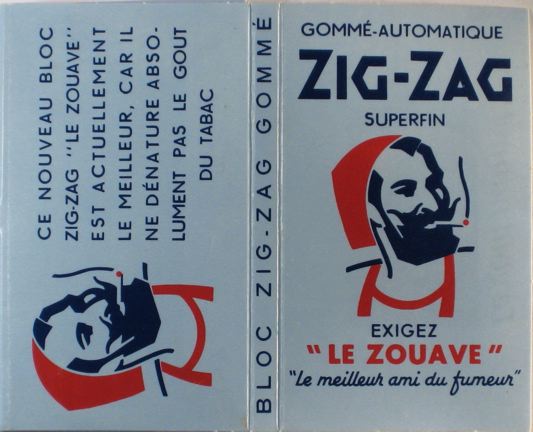 CE NOUVEAU BLOC
ZIG-ZAG "LE ZOUAVE"
EST ACTUELLEMENT
LE MEILLEUR, CAR IL
NE DÉNATURE ABSO-
LUMENT PAS LE GOUT
DU TABAC
BLOC ZIG-ZAG GOMMÉ
GOMMÉ-AUTOMATIQUE
ZIG-ZAG
SUPERFIN
EXIGEZ
"LE ZOUAVE"
"Le meilleur ami du fumeur"